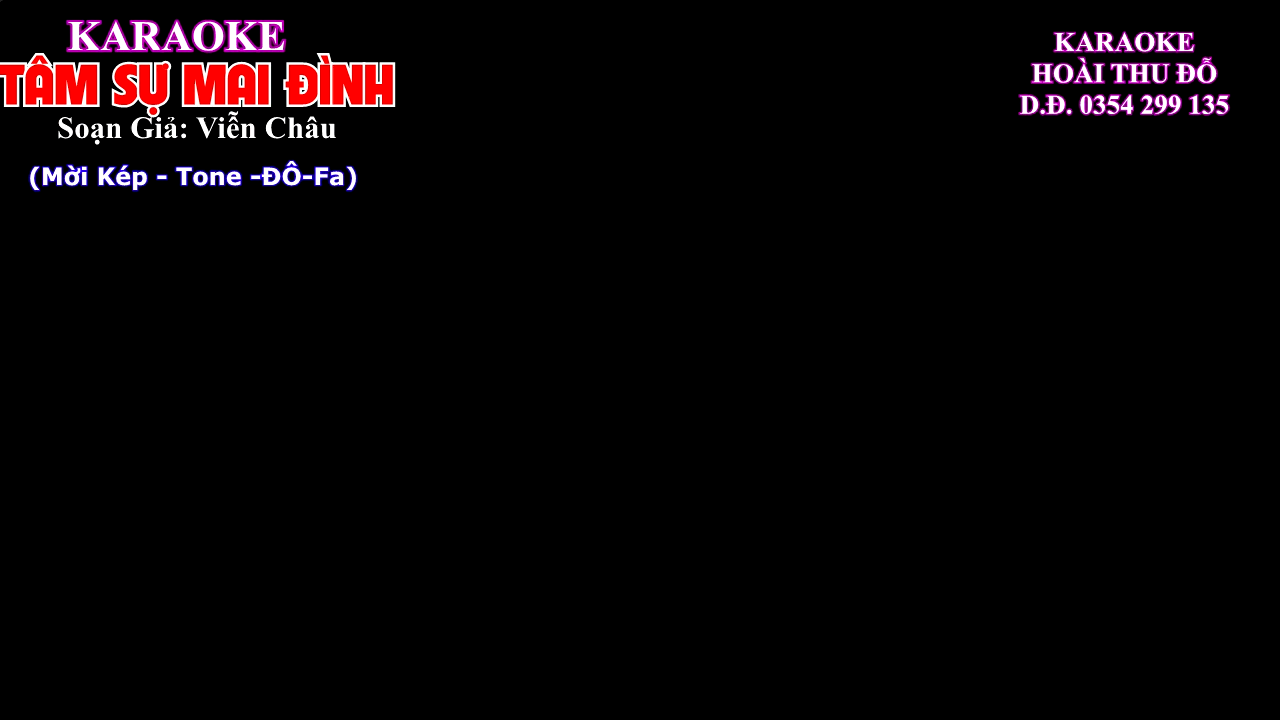 KARAOKE
TÂM SỰ MAI ĐÌNH
Soạn Giả: Viễn Châu
(Mời Kép - Tone -ĐÔ-Fa)
KARAOKE
HOÀI THU ĐỖ
D.Đ. 0354 299 135